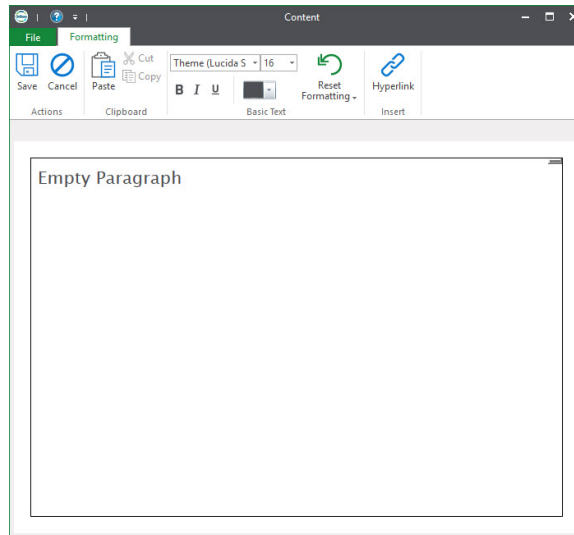 Content
File Formatting
Save Cancel Paste Cut Copy Theme (Lucida S 16 Reset Formatting Hyperlink
B I U
Actions Clipboard Basic Text Insert
Empty Paragraph